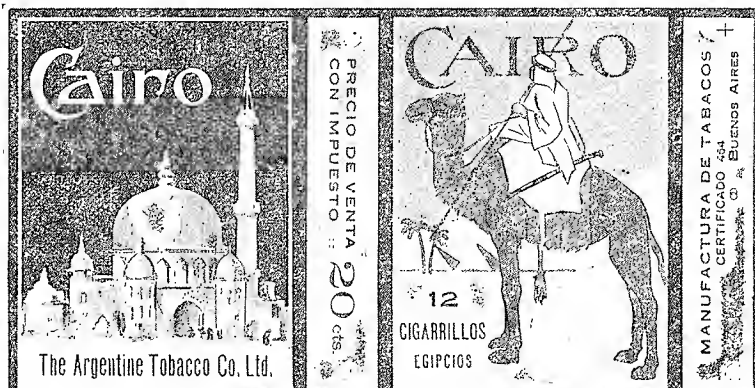 Cairo
The Argentine Tobacco Co. Ltd.
PRECIO DE VENTA
CON IMPUESTO :: 20 cts.
CAIRO
12
CIGARRILLOS
EGIPCIOS
MANUFACTURA DE TABACOS
CERTIFICADO 454
BUENOS AIRES